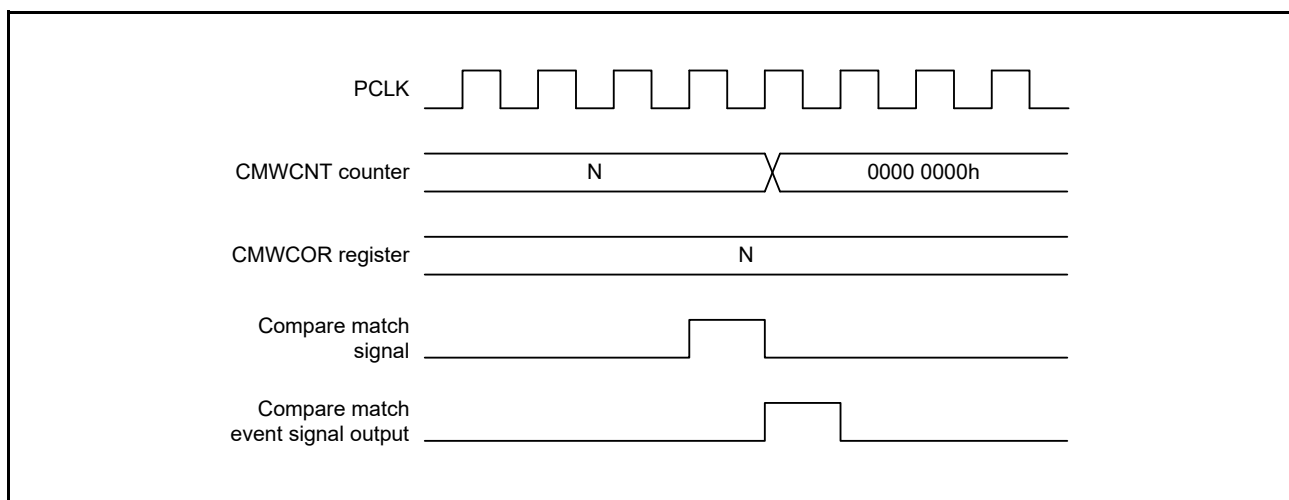 PCLK
CMWCNT counter
N
0000 0000h
CMWCOR register
N
Compare match
signal
Compare match
event signal output